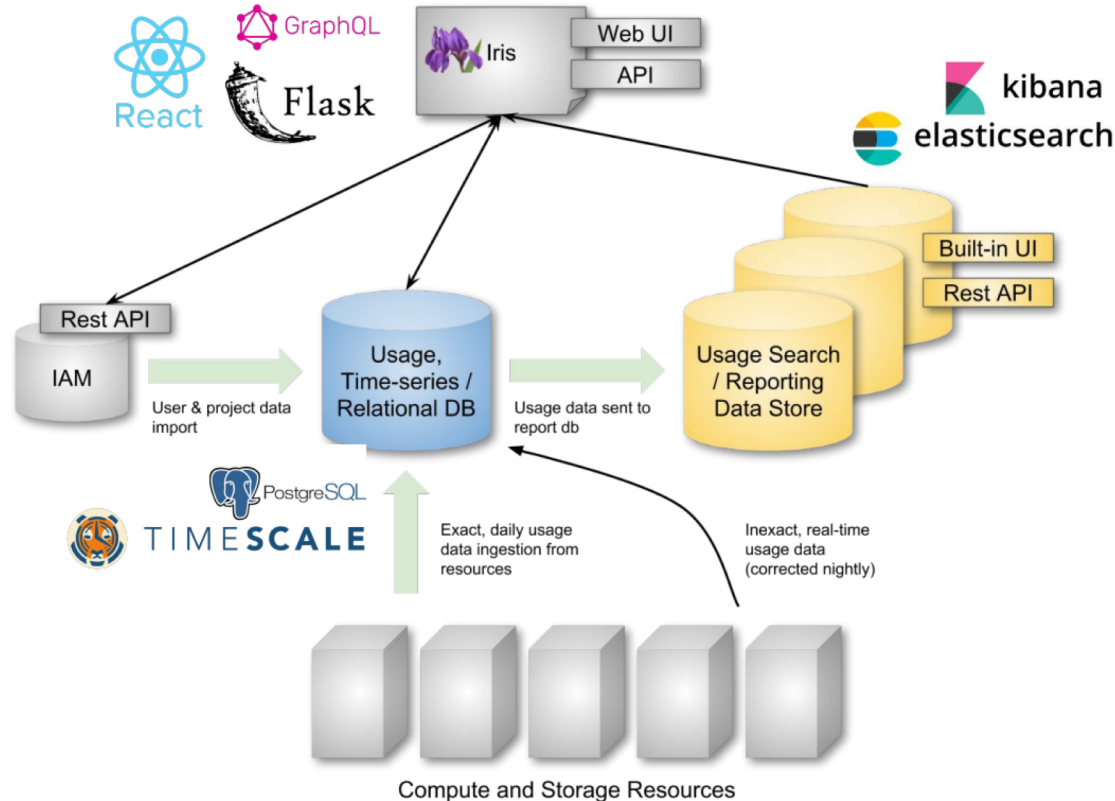 GraphQL
React
Flask
Iris
Web UI
API
kibana
elasticsearch
Built-in UI
Rest API
Rest API
IAM
User & project data
import
Usage,
Time-series /
Relational DB
Usage data sent to
report db
Usage Search
/ Reporting
Data Store
PostgreSQL
TIMESCALE
Exact, daily usage
data ingestion from
resources
Inexact, real-time
usage data
(corrected nightly)
Compute and Storage Resources